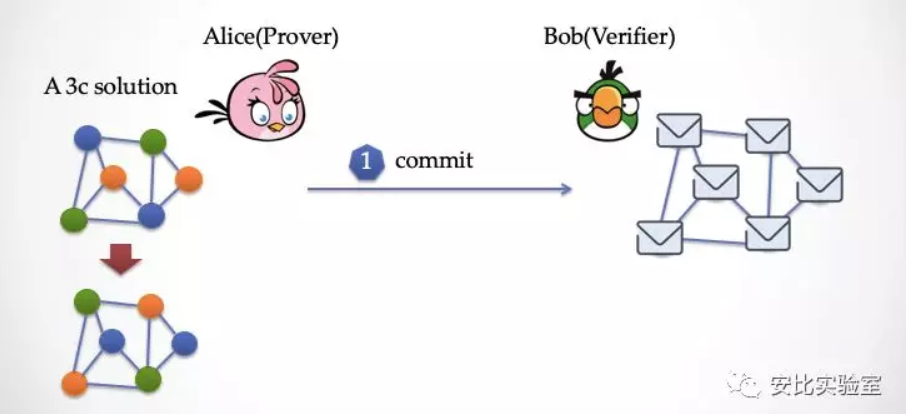 Alice(Prover)
Bob(Verifier)
A 3c solution
1 commit
安比实验室